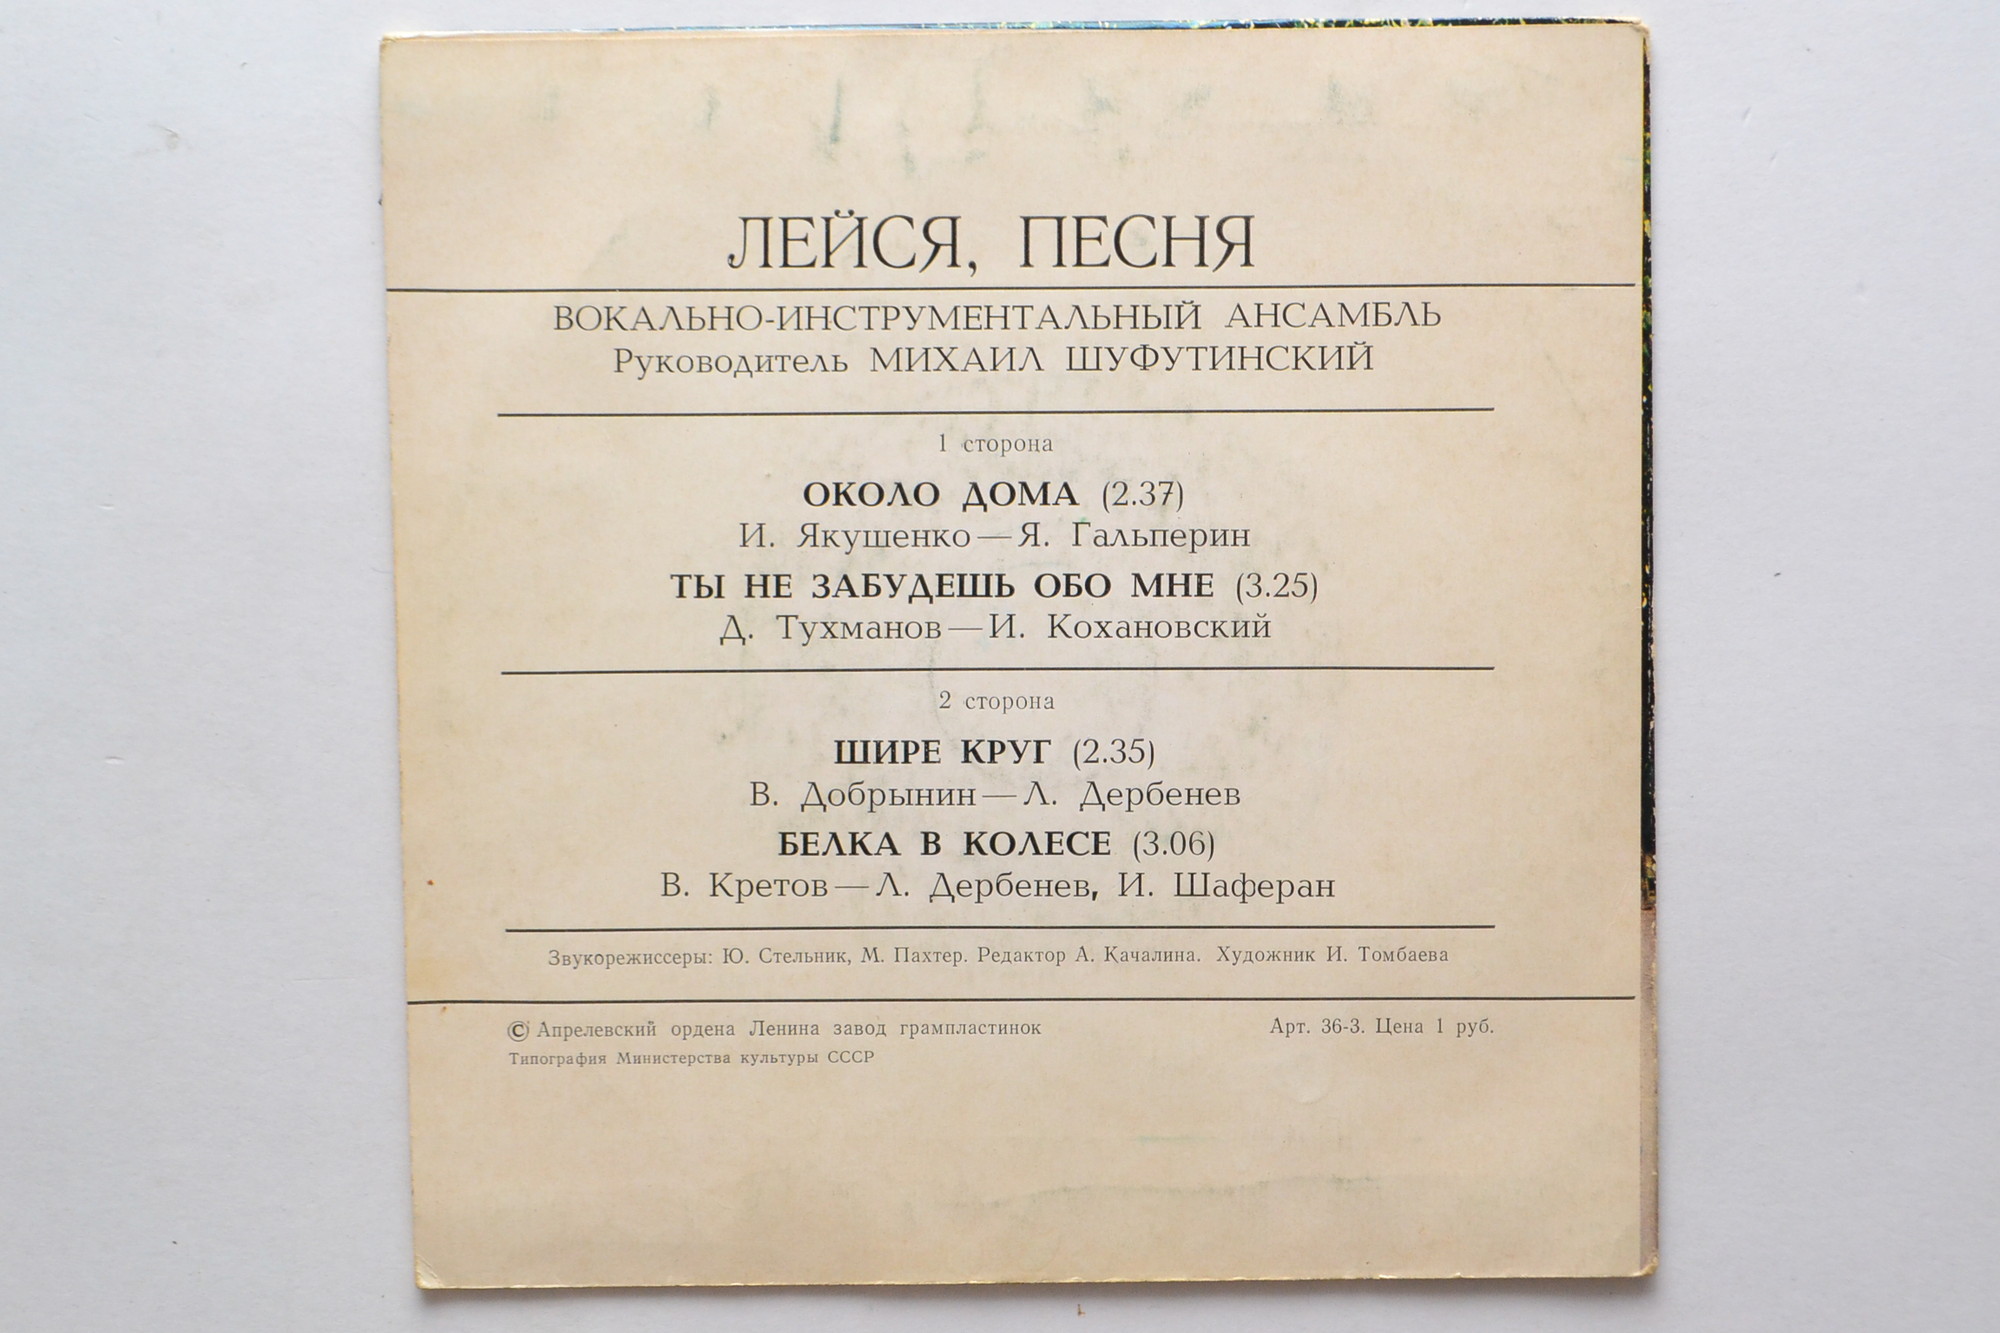 ЛЕЙСЯ, ПЕСНЯ
ВОКАЛЬНО-ИНСТРУМЕНТАЛЬНЫЙ АНСАМБЛЬ
Руководитель МИХАИЛ ШУФУТИНСКИЙ
1 сторона
ОКОЛО ДОМА (2.37)
И. Якушенко — Я. Гальперин
ТЫ НЕ ЗАБУДЕШЬ ОБО МНЕ (3.25)
Д. Тухманов — И. Кохановский
2 сторона
ШИРЕ КРУГ (2.35)
В. Добрынин — Л. Дербенев
БЕЛКА В КОЛЕСЕ (3.06)
В. Кретов — Л. Дербенев, И. Шаферан
Звукорежиссеры: Ю. Стельник, М. Пахтер. Редактор А. Качалина. Художник И. Томбаева
© Апрелевский ордена Ленина завод грампластинок Арт. 36-3. Цена 1 руб.
Типография Министерства культуры СССР